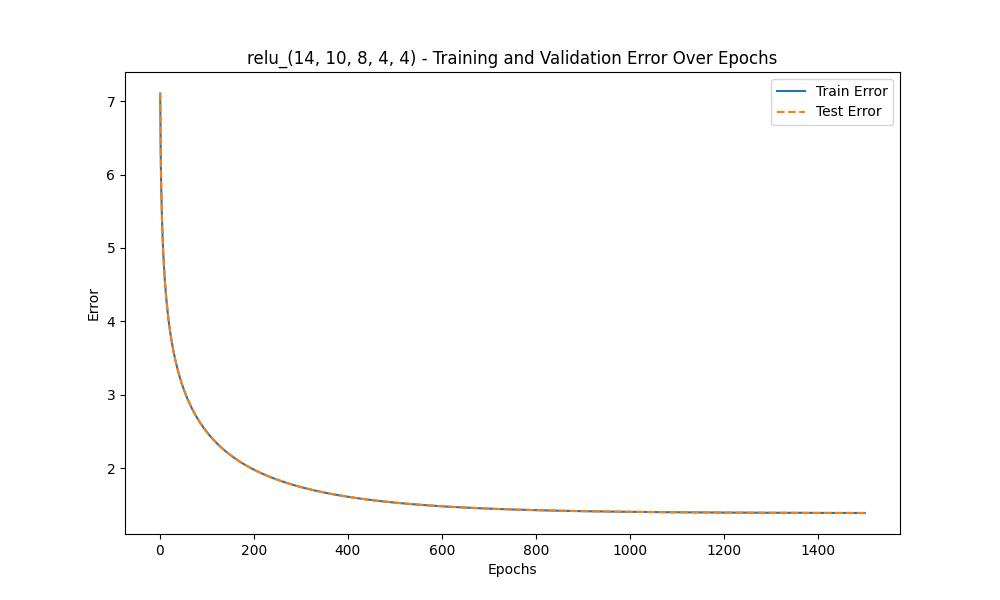 relu_(14, 10, 8, 4, 4) - Training and Validation Error Over Epochs
Train Error
Test Error
7
6
5
4
3
2
Error
0 200 400 600 800 1000 1200 1400
Epochs